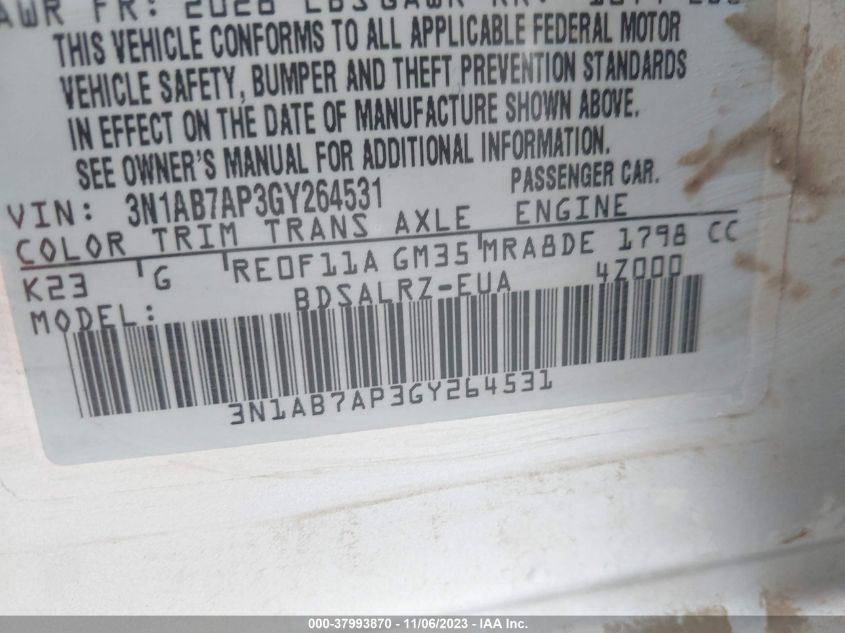 THIS VEHICLE CONFORMS TO ALL APPLICABLE FEDERAL MOTOR
VEHICLE SAFETY, BUMPER AND THEFT PREVENTION STANDARDS
IN EFFECT ON THE DATE OF MANUFACTURE SHOWN ABOVE.
SEE OWNER'S MANUAL FOR ADDITIONAL INFORMATION.
VIN: 3N1AB7AP3GY264531 PASSENGER CAR.
COLOR TRIM TRANS AXLE ENGINE
K23 G RE0F11A GM35 MRA8DE 1798 CC
MODEL: BDSALRZ-EUA 4Z000
3N1AB7AP3GY264531
000-37993870 - 11/06/2023 - IAA Inc.